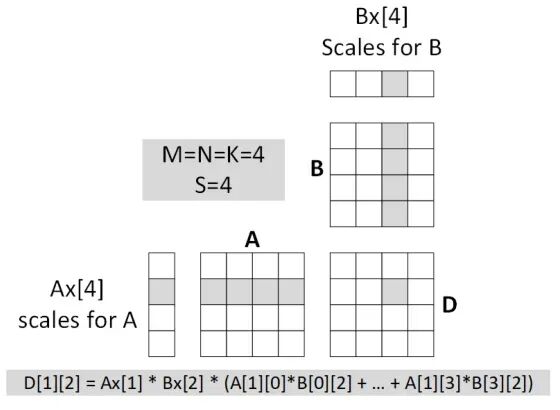 Bx[4]
Scales for B
M=N=K=4
S=4
B
A
Ax[4]
scales for A
D
D[1][2] = Ax[1] * Bx[2] * (A[1][0]*B[0][2] + ... + A[1][3]*B[3][2])